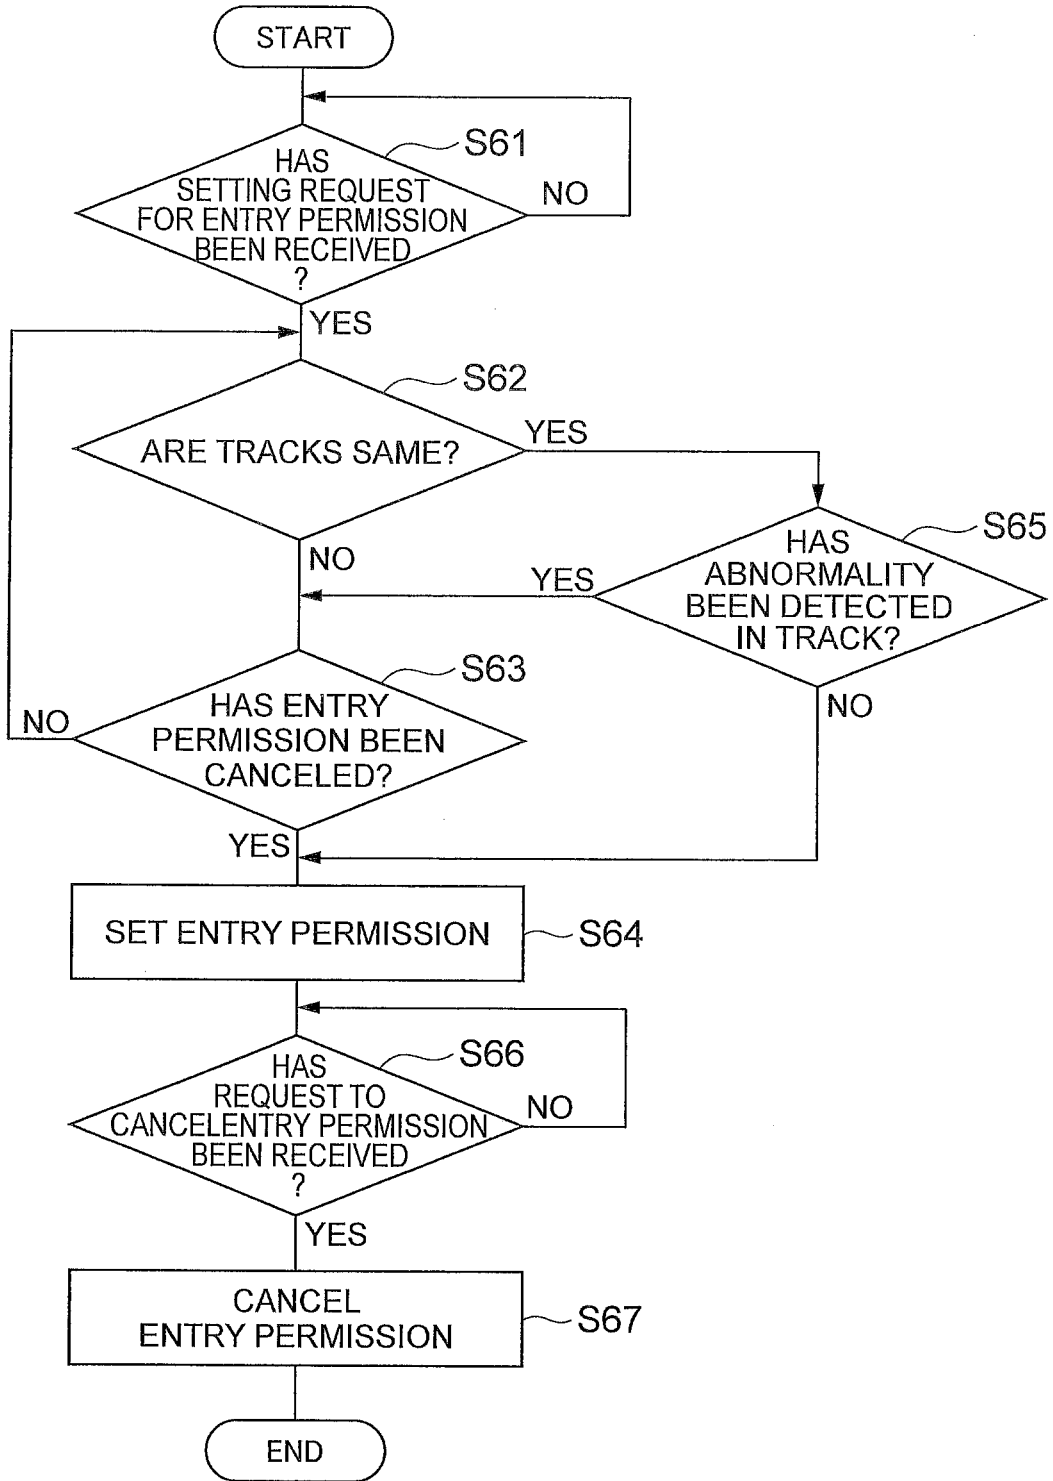 START
S61
HAS
SETTING REQUEST
FOR ENTRY PERMISSION
BEEN RECEIVED
?
NO
YES
S62
ARE TRACKS SAME?
YES
NO
S65
HAS
ABNORMALITY
BEEN DETECTED
IN TRACK?
YES
NO
S63
HAS ENTRY
PERMISSION BEEN
CANCELED?
NO
YES
SET ENTRY PERMISSION
S64
S66
HAS
REQUEST TO
CANCELENTRY PERMISSION
BEEN RECEIVED
?
NO
YES
CANCEL
ENTRY PERMISSION
S67
END